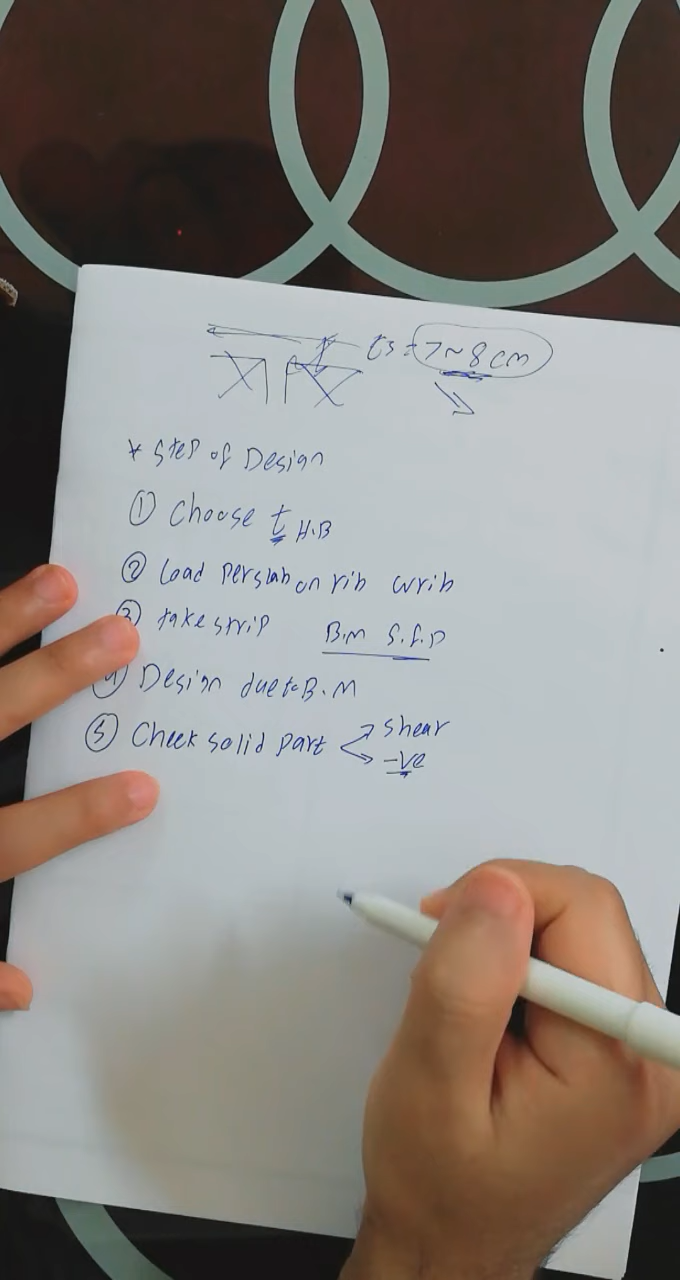 ts = 7~8 cm
* Step of Design
① Choose t H.B
② Load per slab on rib wrib
③ take strip B.M S.F.D
④ Design due to B.M
⑤ Check solid part shear
-ve